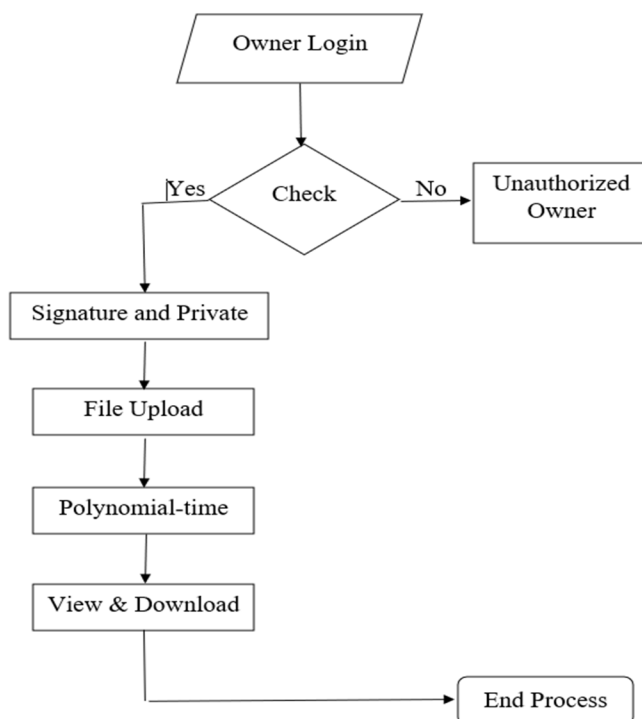 Owner Login
Yes
Check
No
Unauthorized
Owner
Signature and Private
File Upload
Polynomial-time
View & Download
End Process